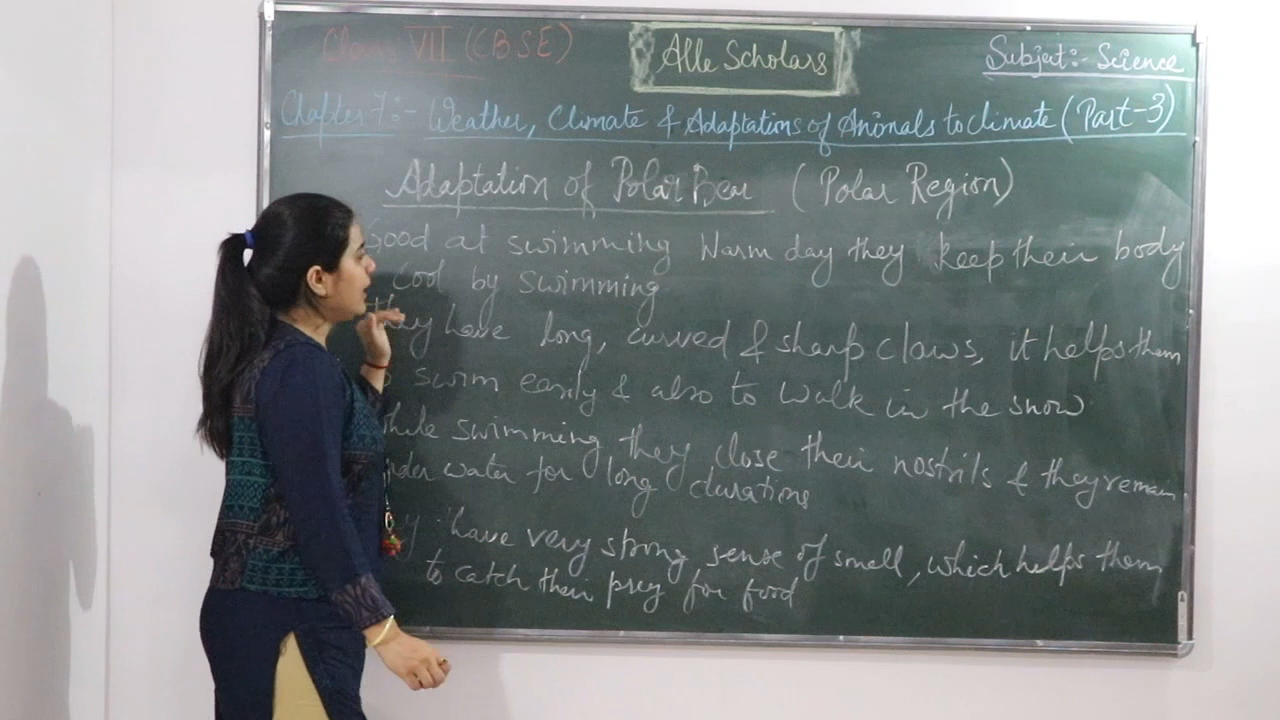 Class VII (CBSE)
Alle Scholars
Subject:- Science
Chapter 7:- Weather, Climate & Adaptations of Animals to climate (Part-3)
Adaptation of Polar Bear (Polar Region)
Good at swimming Warm day they keep their body
cool by swimming
they have long, curved & sharp claws, it helps them
swim easily & also to walk in the snow
while swimming they close their nostrils & they remain
under water for long durations
have very strong sense of smell, which helps them
to catch their prey for food